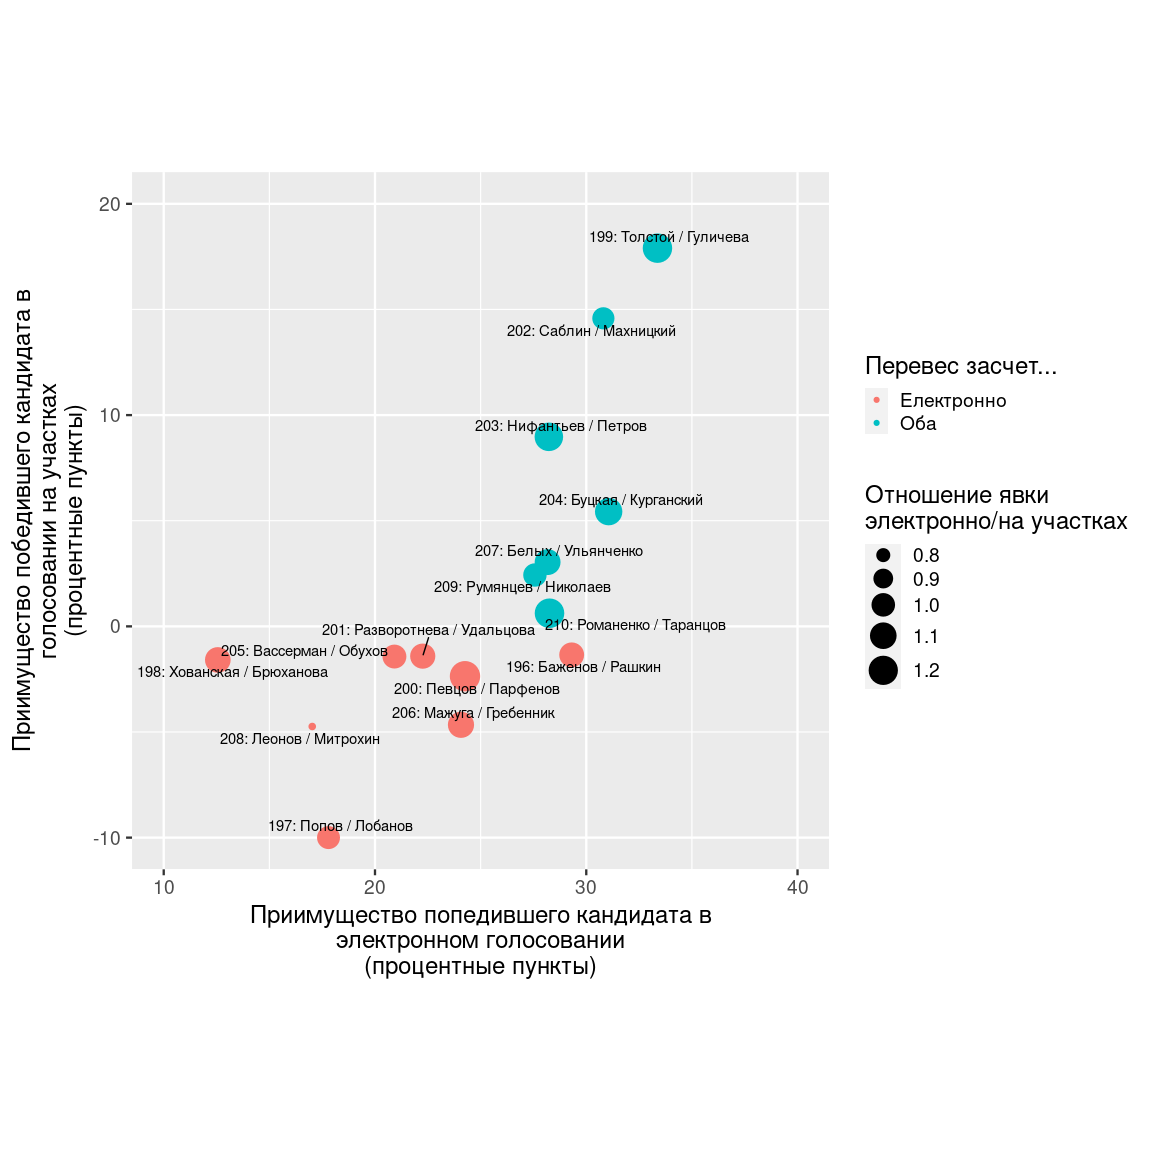 Приимущество победившего кандидата в
голосовании на участках
(процентные пункты)
20
10
0
-10
199: Толстой / Гуличева
202: Саблин / Махницкий
203: Нифантьев / Петров
204: Буцкая / Курганский
207: Белых / Ульянченко
209: Румянцев / Николаев
210: Романенко / Таранцов
201: Разворотнева / Удальцова
205: Вассерман / Обухов
198: Хованская / Брюханова
196: Баженов / Рашкин
200: Певцов / Парфенов
206: Мажуга / Гребенник
208: Леонов / Митрохин
197: Попов / Лобанов
10
20
30
40
Приимущество попедившего кандидата в
электронном голосовании
(процентные пункты)
Перевес засчет...
Електронно
Оба
Отношение явки
электронно/на участках
0.8
0.9
1.0
1.1
1.2